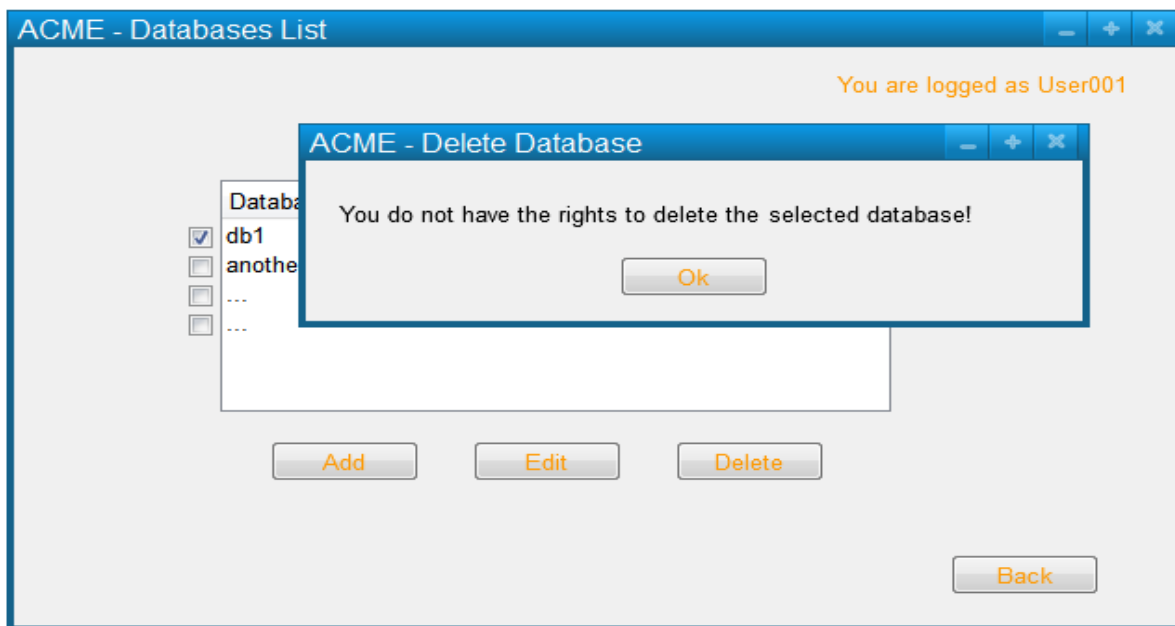 ACME - Databases List
You are logged as User001
ACME - Delete Database
You do not have the rights to delete the selected database!
Ok
db1
...
...
Add Edit Delete
Back